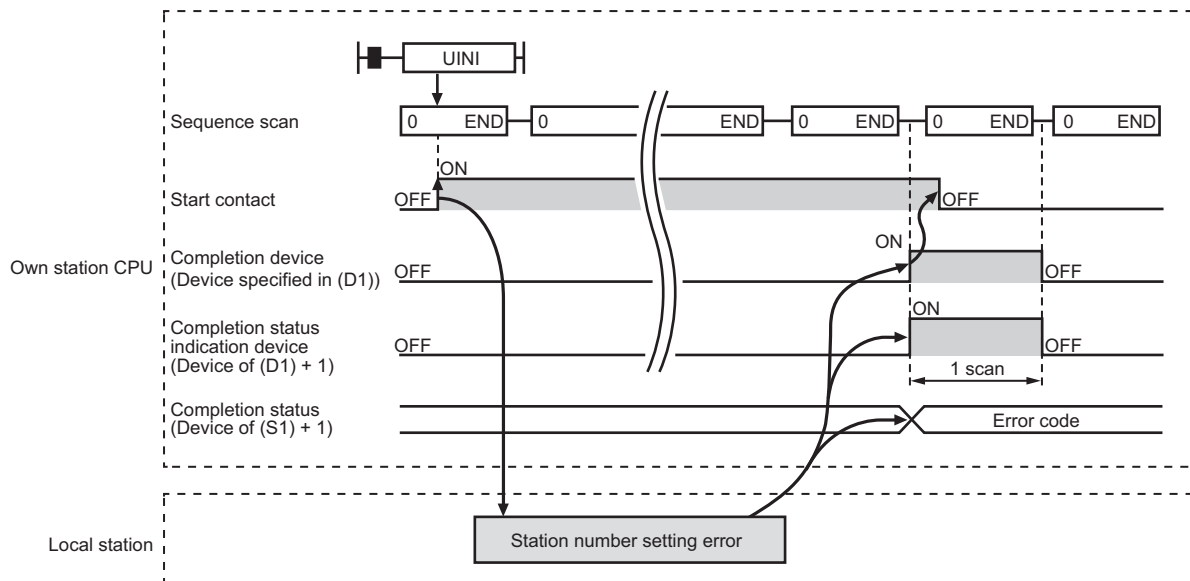 UINI
Sequence scan
0 END 0 END 0 END 0 END 0 END
ON
Start contact
OFF
OFF
Own station CPU
Completion device
(Device specified in (D1))
OFF
ON
OFF
Completion status
indication device
(Device of (D1) + 1)
OFF
ON
OFF
1 scan
Completion status
(Device of (S1) + 1)
Error code
Local station
Station number setting error